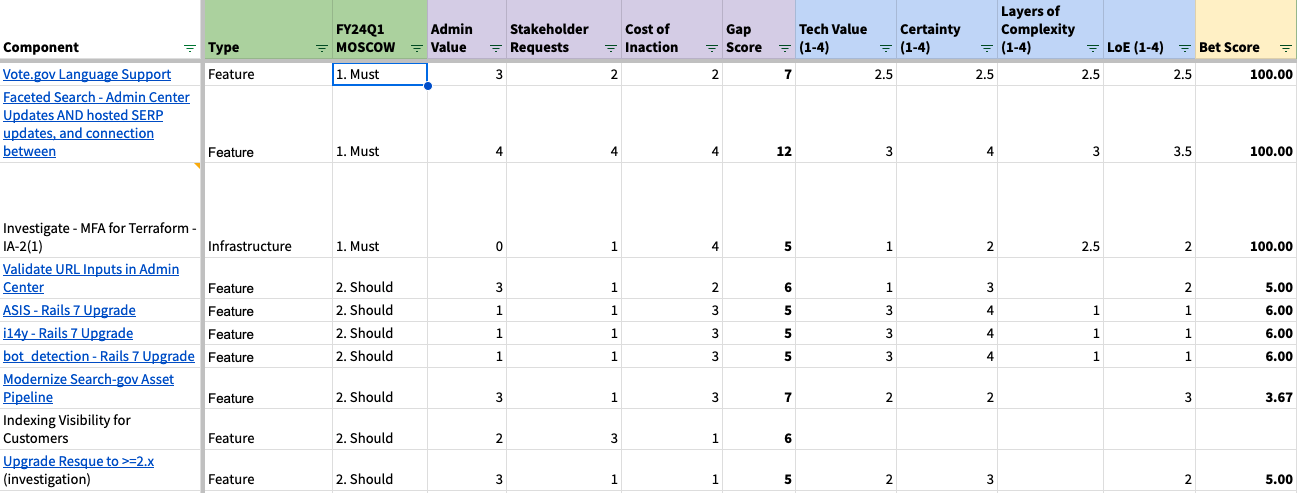 Component Type FY24Q1 MOSCOW Admin Value Stakeholder Requests Cost of Inaction Gap Score Tech Value (1-4) Certainty (1-4) Layers of Complexity (1-4) LoE (1-4) Bet Score
Vote.gov Language Support Feature 1. Must 3 2 2 7 2.5 2.5 2.5 2.5 100.00
Faceted Search - Admin Center
Updates AND hosted SERP
updates, and connection
between Feature 1. Must 4 4 4 12 3 4 3 3.5 100.00
Investigate - MFA for Terraform -
IA-2(1) Infrastructure 1. Must 0 1 4 5 1 2 2.5 2 100.00
Validate URL Inputs in Admin
Center Feature 2. Should 3 1 2 6 1 3 2 5.00
ASIS - Rails 7 Upgrade Feature 2. Should 1 1 3 5 3 4 1 1 6.00
i14y - Rails 7 Upgrade Feature 2. Should 1 1 3 5 3 4 1 1 6.00
bot_detection - Rails 7 Upgrade Feature 2. Should 1 1 3 5 3 4 1 1 6.00
Modernize Search-gov Asset
Pipeline Feature 2. Should 3 1 3 7 2 2 3 3.67
Indexing Visibility for
Customers Feature 2. Should 2 3 1 6
Upgrade Resque to >=2.x
(investigation) Feature 2. Should 3 1 1 5 2 3 2 5.00